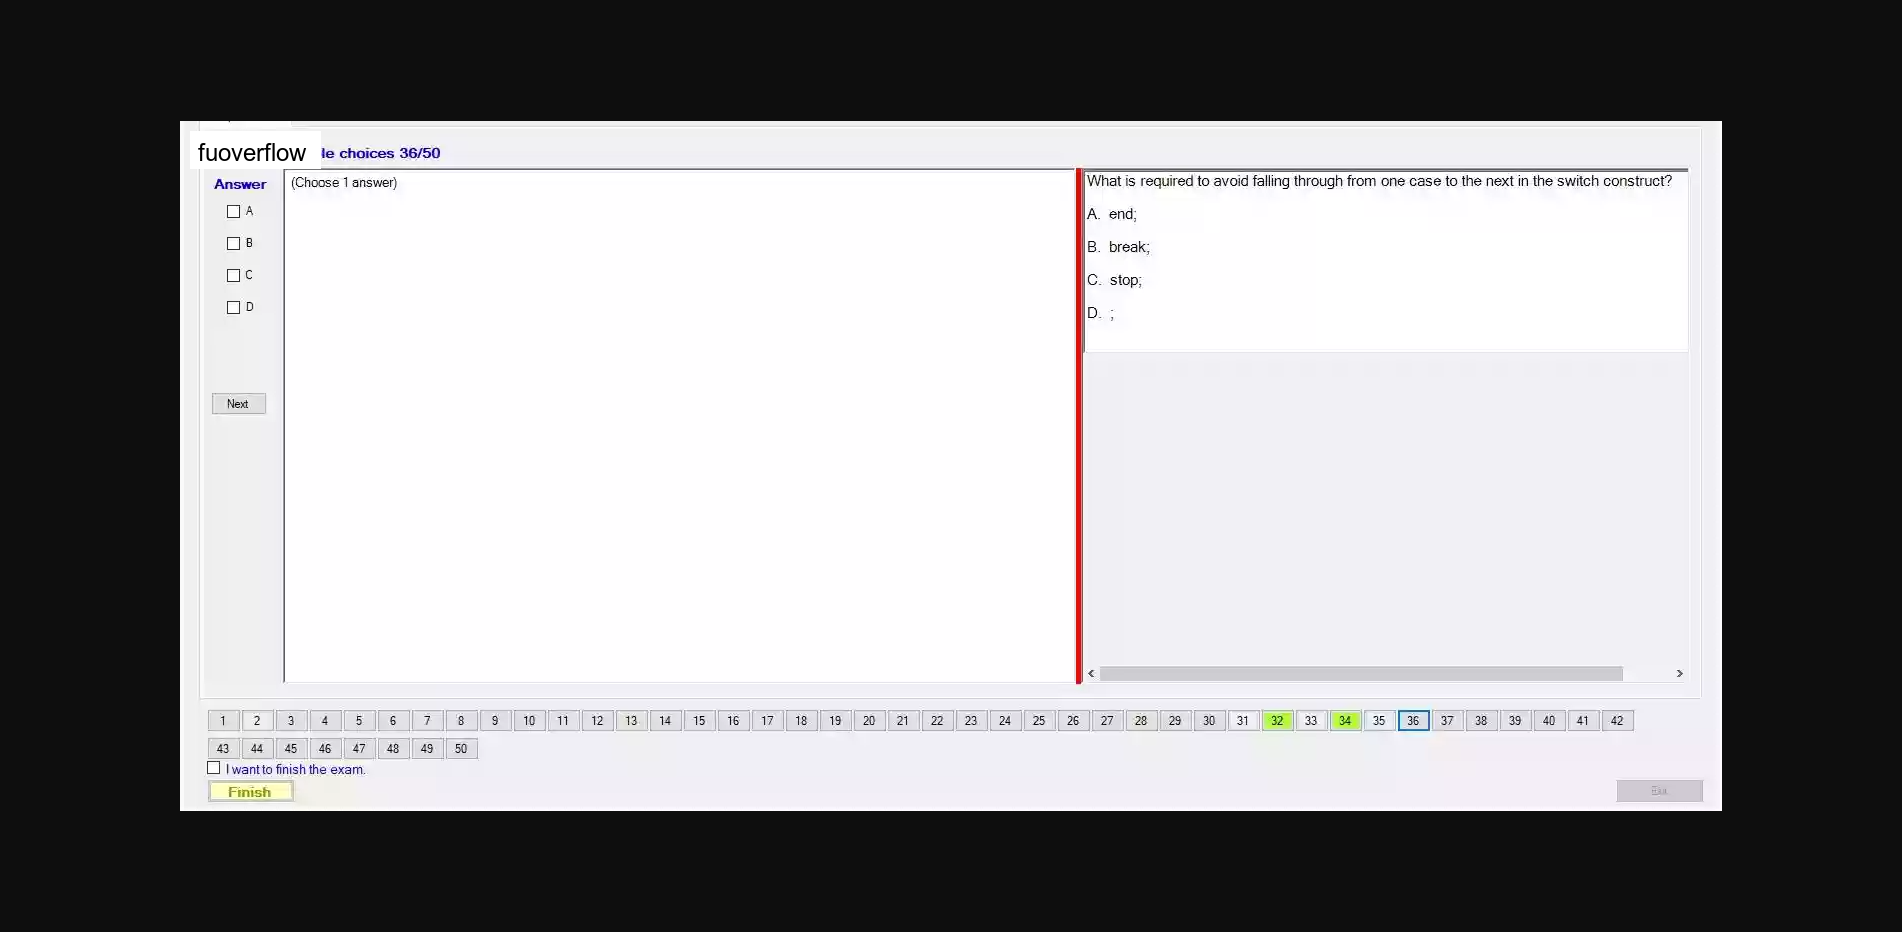 fuoverflow le choices 36/50
Answer
(Choose 1 answer)
A
B
C
D
Next
What is required to avoid falling through from one case to the next in the switch construct?
A. end;
B. break;
C. stop;
D. ;
1 2 3 4 5 6 7 8 9 10 11 12 13 14 15 16 17 18 19 20 21 22 23 24 25 26 27 28 29 30 31 32 33 34 35 36 37 38 39 40 41 42
43 44 45 46 47 48 49 50
I want to finish the exam.
Finish
Exit